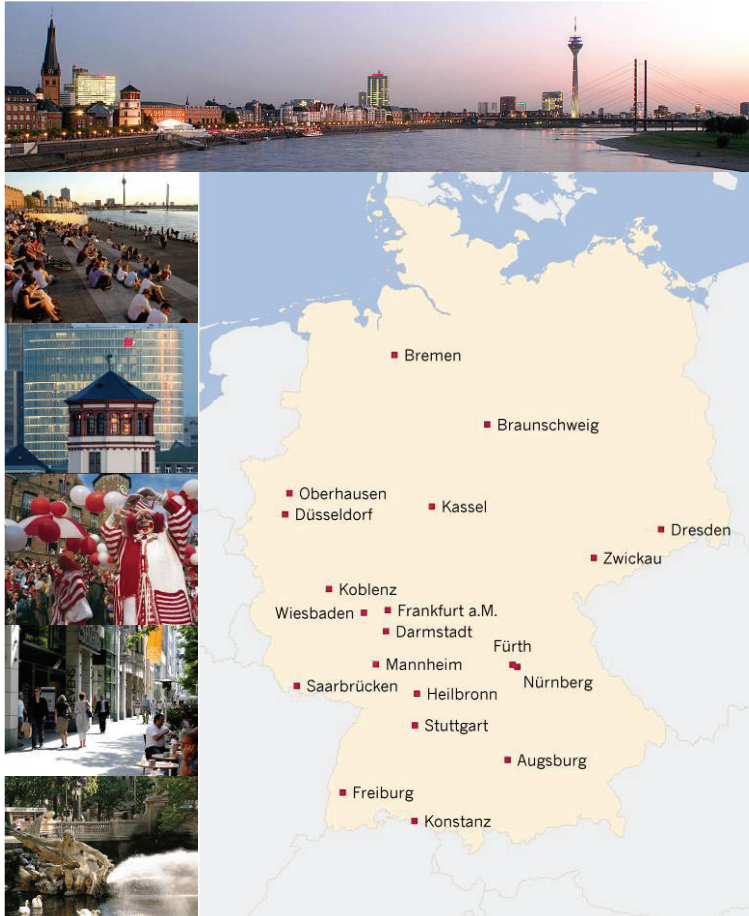 Bremen
Braunschweig
Oberhausen
Kassel
Düsseldorf
Dresden
Zwickau
Koblenz
Wiesbaden
Frankfurt a.M.
Darmstadt
Fürth
Mannheim
Nürnberg
Saarbrücken
Heilbronn
Stuttgart
Augsburg
Freiburg
Konstanz